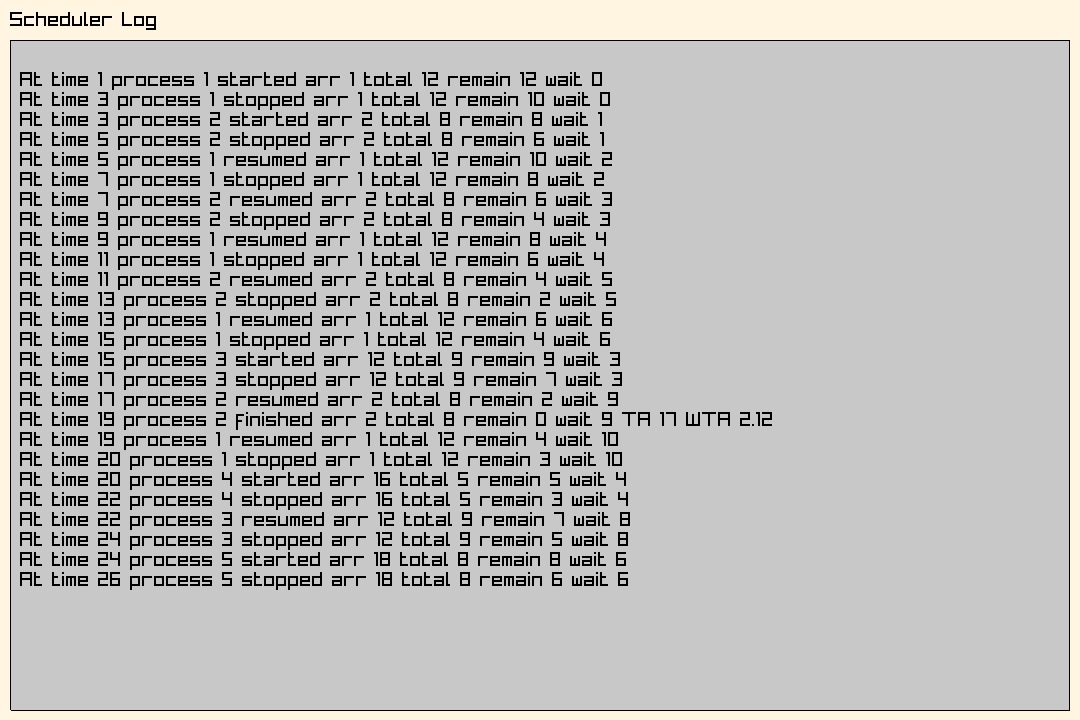 Scheduler Log
At time 1 process 1 started arr 1 total 12 remain 12 wait 0
At time 3 process 1 stopped arr 1 total 12 remain 10 wait 0
At time 3 process 2 started arr 2 total 8 remain 8 wait 1
At time 5 process 2 stopped arr 2 total 8 remain 6 wait 1
At time 5 process 1 resumed arr 1 total 12 remain 10 wait 2
At time 7 process 1 stopped arr 1 total 12 remain 8 wait 2
At time 7 process 2 resumed arr 2 total 8 remain 6 wait 3
At time 9 process 2 stopped arr 2 total 8 remain 4 wait 3
At time 9 process 1 resumed arr 1 total 12 remain 8 wait 4
At time 11 process 1 stopped arr 1 total 12 remain 6 wait 4
At time 11 process 2 resumed arr 2 total 8 remain 4 wait 5
At time 13 process 2 stopped arr 2 total 8 remain 2 wait 5
At time 13 process 1 resumed arr 1 total 12 remain 6 wait 6
At time 15 process 1 stopped arr 1 total 12 remain 4 wait 6
At time 15 process 3 started arr 12 total 9 remain 9 wait 3
At time 17 process 3 stopped arr 12 total 9 remain 7 wait 3
At time 17 process 2 resumed arr 2 total 8 remain 2 wait 9
At time 19 process 2 finished arr 2 total 8 remain 0 wait 9 TA 17 WTA 2.12
At time 19 process 1 resumed arr 1 total 12 remain 4 wait 10
At time 20 process 1 stopped arr 1 total 12 remain 3 wait 10
At time 20 process 4 started arr 16 total 5 remain 5 wait 4
At time 22 process 4 stopped arr 16 total 5 remain 3 wait 4
At time 22 process 3 resumed arr 12 total 9 remain 7 wait 8
At time 24 process 3 stopped arr 12 total 9 remain 5 wait 8
At time 24 process 5 started arr 18 total 8 remain 8 wait 6
At time 26 process 5 stopped arr 18 total 8 remain 6 wait 6